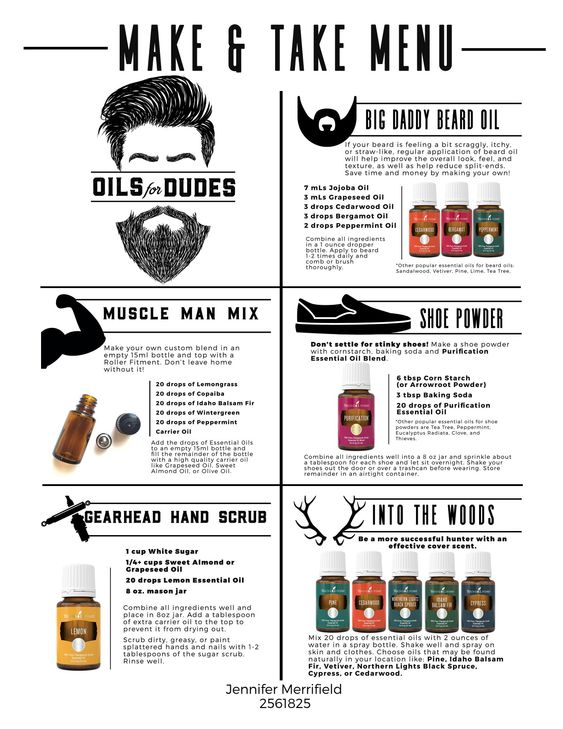 MAKE & TAKE MENU
OILS for DUDES
BIG DADDY BEARD OIL
If your beard is feeling a bit scraggly, itchy,
or straw-like, regular application of beard oil
will help improve the overall look, feel, and
texture, as well as help reduce split-ends.
Save time and money by making your own!
7 mLs Jojoba Oil
3 mLs Grapeseed Oil
3 drops Cedarwood Oil
3 drops Bergamot Oil
2 drops Peppermint Oil
Combine all ingredients
in a 1 ounce dropper
bottle. Apply to beard
1-2 times daily and
comb or brush
thoroughly.
CEDARWOOD
BERGAMOT
PEPPERMINT
*Other popular essential oils for beard oils:
Sandalwood, Vetiver, Pine, Lime, Tea Tree.
MUSCLE MAN MIX
Make your own custom blend in an
empty 15ml bottle and top with a
Roller Fitment. Don't leave home
without it!
20 drops of Lemongrass
20 drops of Copaiba
20 drops of Idaho Balsam Fir
20 drops of Wintergreen
20 drops of Peppermint
Carrier Oil
Add the drops of Essential Oils
to an empty 15ml bottle and
fill the remainder of the bottle
with a high quality carrier oil
like Grapeseed Oil, Sweet
Almond Oil, or Olive Oil.
SHOE POWDER
Don't settle for stinky shoes! Make a shoe powder
with cornstarch, baking soda and Purification
Essential Oil Blend.
PURIFICATION
6 tbsp Corn Starch
(or Arrowroot Powder)
3 tbsp Baking Soda
20 drops of Purification
Essential Oil
*Other popular essential oils for shoe
powders are Tea Tree, Peppermint,
Eucalyptus Radiata, Clove, and
Thieves.
Combine all ingredients well into a 8 oz jar and sprinkle about
a tablespoon for each shoe and let sit overnight. Shake your
shoes out the door or over a trashcan before wearing. Store
remainder in an airtight container.
GEARHEAD HAND SCRUB
1 cup White Sugar
1/4+ cups Sweet Almond or
Grapeseed Oil
20 drops Lemon Essential Oil
8 oz. mason jar
LEMON
Combine all ingredients well and
place in 8oz jar. Add a tablespoon
of extra carrier oil to the top to
prevent it from drying out.
Scrub dirty, greasy, or paint
splattered hands and nails with 1-2
tablespoons of the sugar scrub.
Rinse well.
INTO THE WOODS
Be a more successful hunter with an
effective cover scent.
PINE
CEDARWOOD
NORTHERN LIGHTS
BLACK SPRUCE
IDAHO
BALSAM FIR
CYPRESS
Mix 20 drops of essential oils with 2 ounces of
water in a spray bottle. Shake well and spray on
skin and clothes. Choose oils that may be found
naturally in your location like: Pine, Idaho Balsam
Fir, Vetiver, Northern Lights Black Spruce,
Cypress, or Cedarwood.
Jennifer Merrifield
2561825